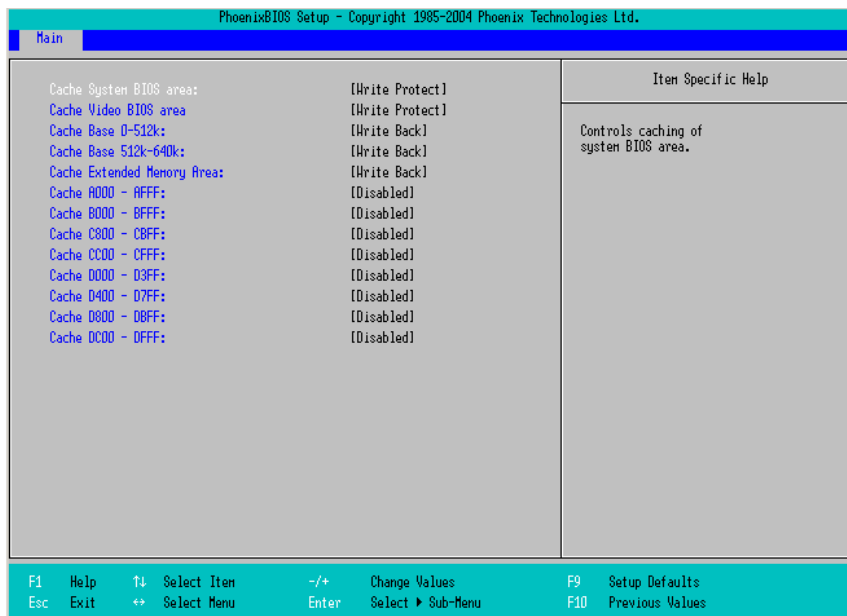 PhoenixBIOS Setup - Copyright 1985-2004 Phoenix Technologies Ltd.
Main
Cache System BIOS area: [Write Protect]
Cache Video BIOS area [Write Protect]
Cache Base 0-512k: [Write Back]
Cache Base 512k-640k: [Write Back]
Cache Extended Memory Area: [Write Back]
Cache A000 - AFFF: [Disabled]
Cache B000 - BFFF: [Disabled]
Cache C800 - CBFF: [Disabled]
Cache CC00 - CFFF: [Disabled]
Cache D000 - D3FF: [Disabled]
Cache D400 - D7FF: [Disabled]
Cache D800 - DBFF: [Disabled]
Cache DC00 - DFFF: [Disabled]
Item Specific Help
Controls caching of
system BIOS area.
F1 Help ↑↓ Select Item -/+ Change Values F9 Setup Defaults
Esc Exit ↔ Select Menu Enter Select ▶ Sub-Menu F10 Previous Values